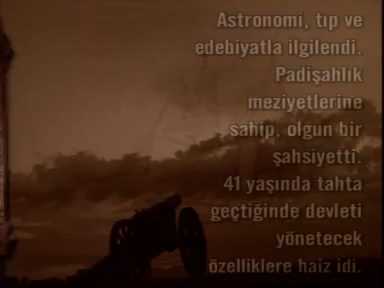 Astronomi, tıp ve
edebiyatla ilgilendi.
Padişahlık
meziyetlerine
sahip, olgun bir
şahsiyetti.
41 yaşında tahta
geçtiğinde devleti
yönetecek
özelliklere haiz idi.